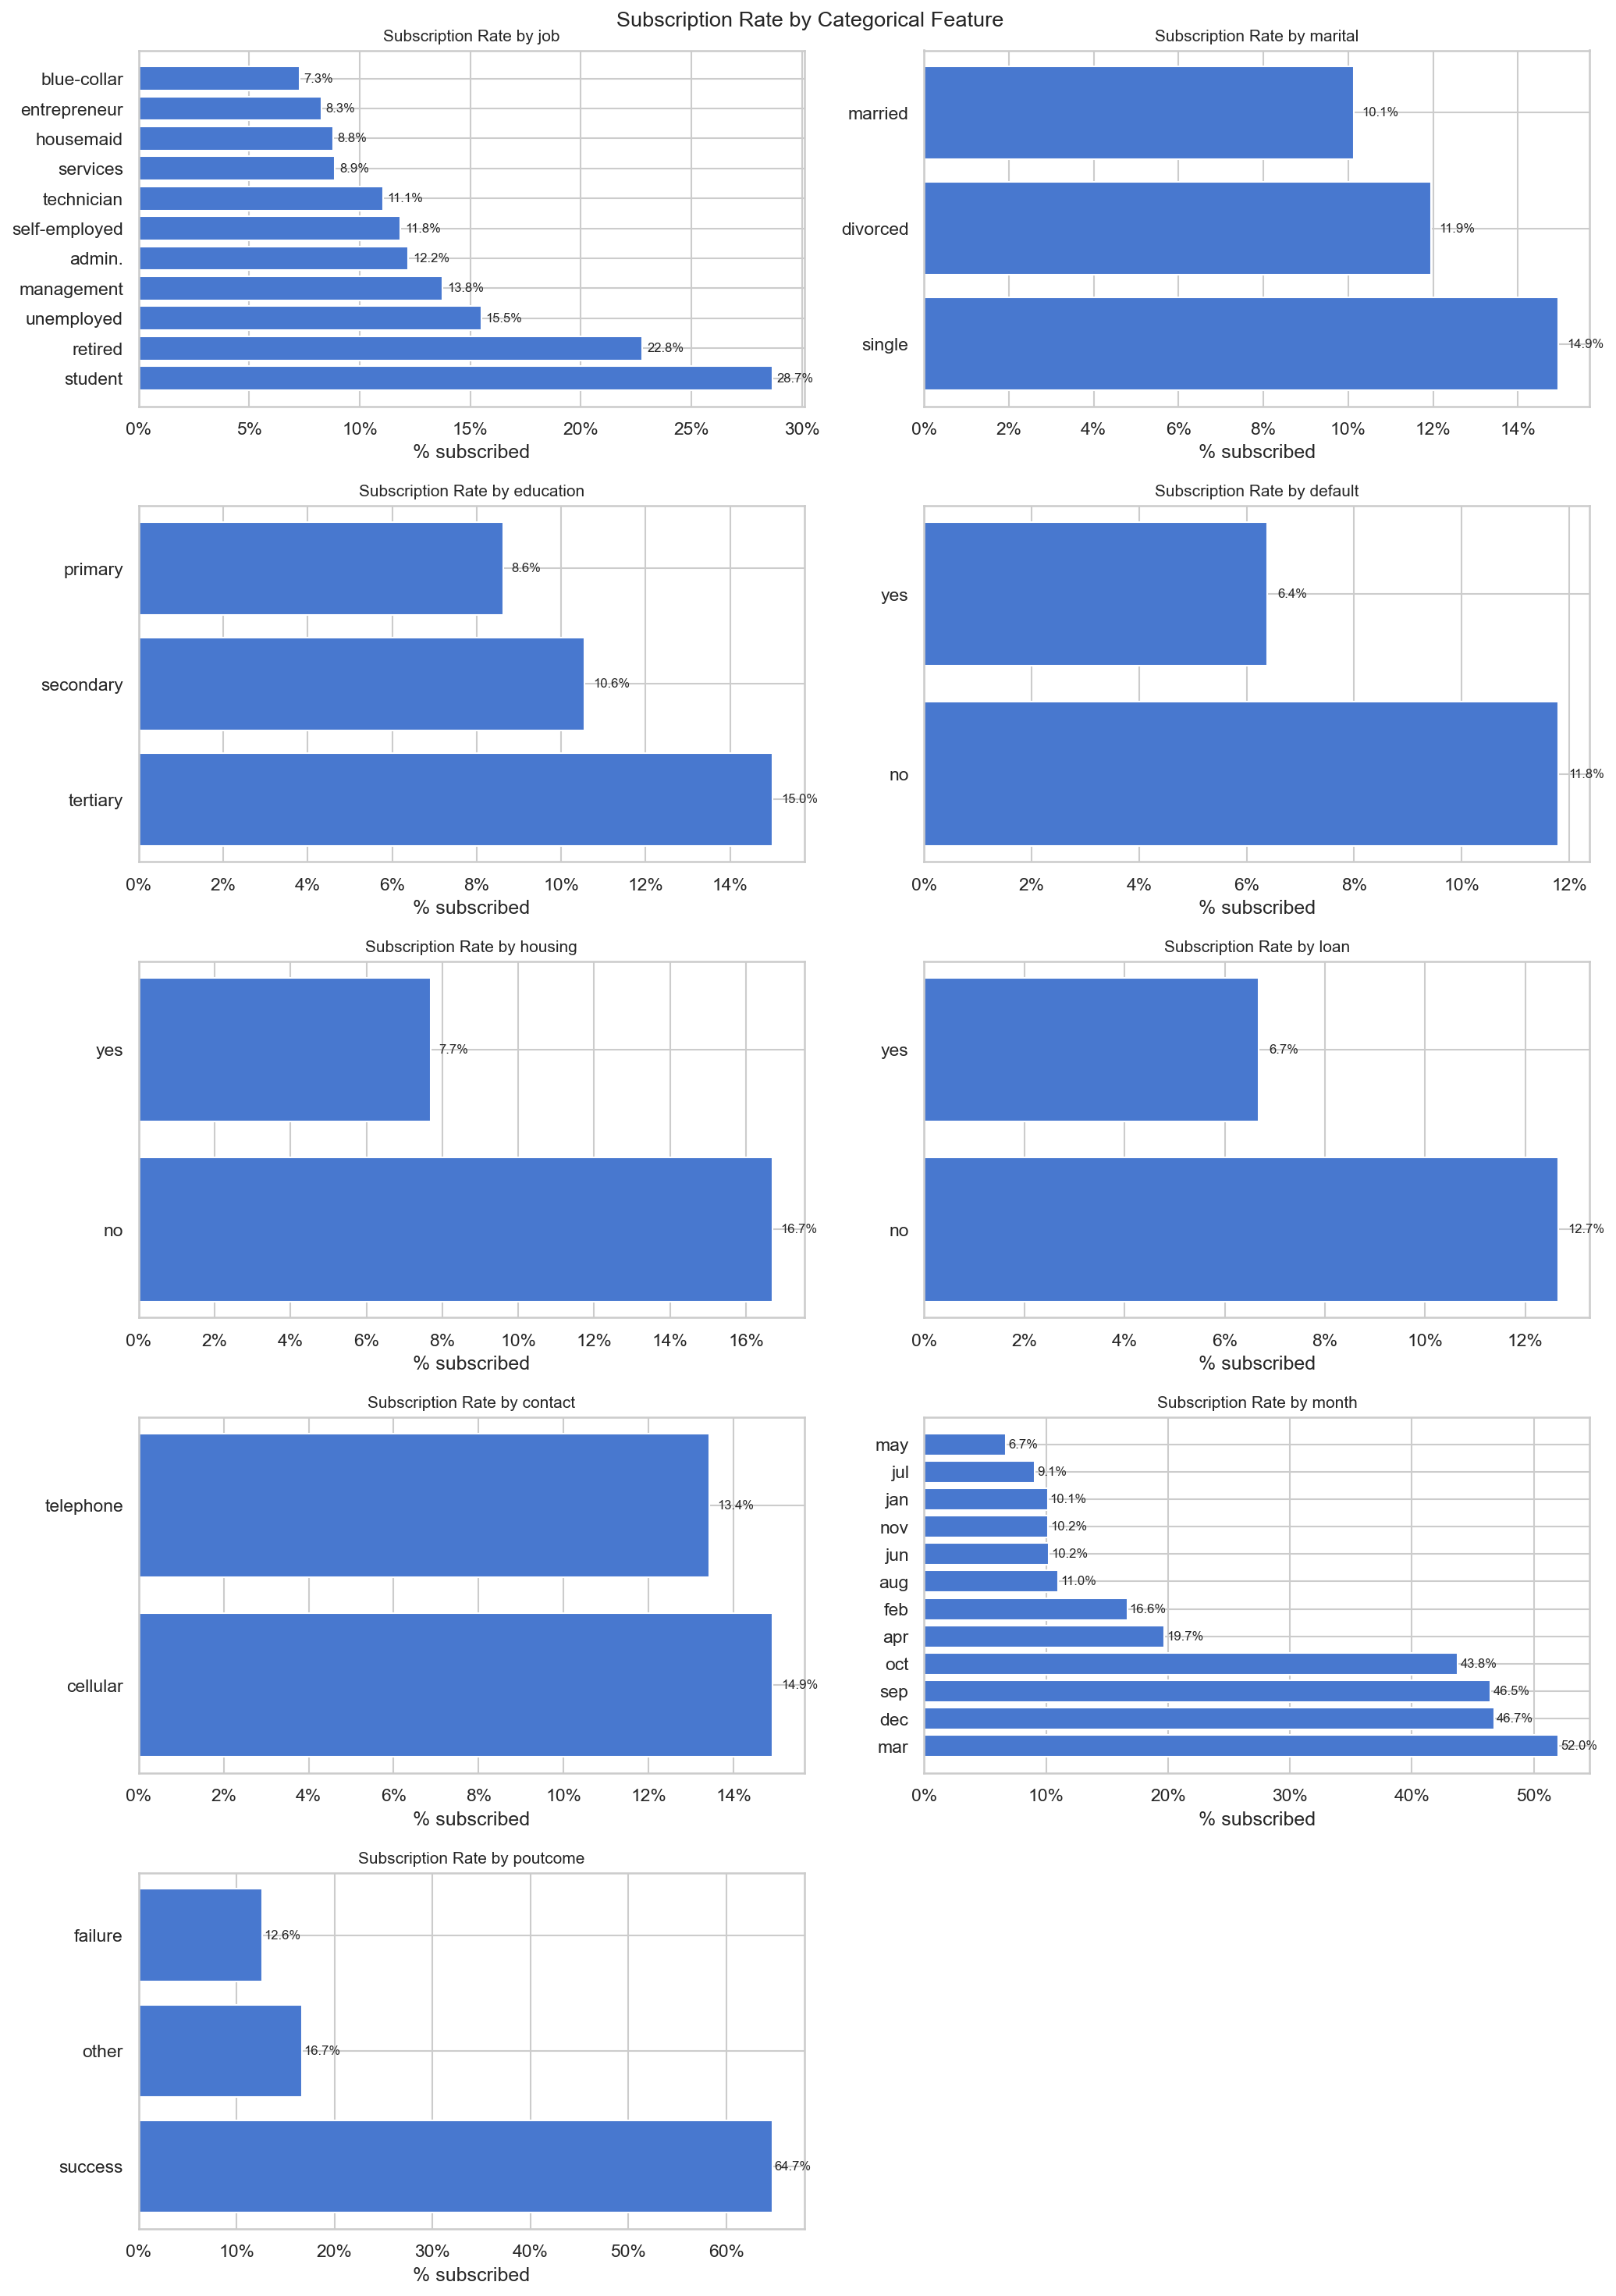 Subscription Rate by Categorical Feature
Subscription Rate by job
blue-collar 7.3%
entrepreneur 8.3%
housemaid 8.8%
services 8.9%
technician 11.1%
self-employed 11.8%
admin. 12.2%
management 13.8%
unemployed 15.5%
retired 22.8%
student 28.7%
0% 5% 10% 15% 20% 25% 30%
% subscribed
Subscription Rate by marital
married 10.1%
divorced 11.9%
single 14.9%
0% 2% 4% 6% 8% 10% 12% 14%
% subscribed
Subscription Rate by education
primary 8.6%
secondary 10.6%
tertiary 15.0%
0% 2% 4% 6% 8% 10% 12% 14%
% subscribed
Subscription Rate by default
yes 6.4%
no 11.8%
0% 2% 4% 6% 8% 10% 12%
% subscribed
Subscription Rate by housing
yes 7.7%
no 16.7%
0% 2% 4% 6% 8% 10% 12% 14% 16%
% subscribed
Subscription Rate by loan
yes 6.7%
no 12.7%
0% 2% 4% 6% 8% 10% 12%
% subscribed
Subscription Rate by contact
telephone 13.4%
cellular 14.9%
0% 2% 4% 6% 8% 10% 12% 14%
% subscribed
Subscription Rate by month
may 6.7%
jul 9.1%
jan 10.1%
nov 10.2%
jun 10.2%
aug 11.0%
feb 16.6%
apr 19.7%
oct 43.8%
sep 46.5%
dec 46.7%
mar 52.0%
0% 10% 20% 30% 40% 50%
% subscribed
Subscription Rate by poutcome
failure 12.6%
other 16.7%
success 64.7%
0% 10% 20% 30% 40% 50% 60%
% subscribed